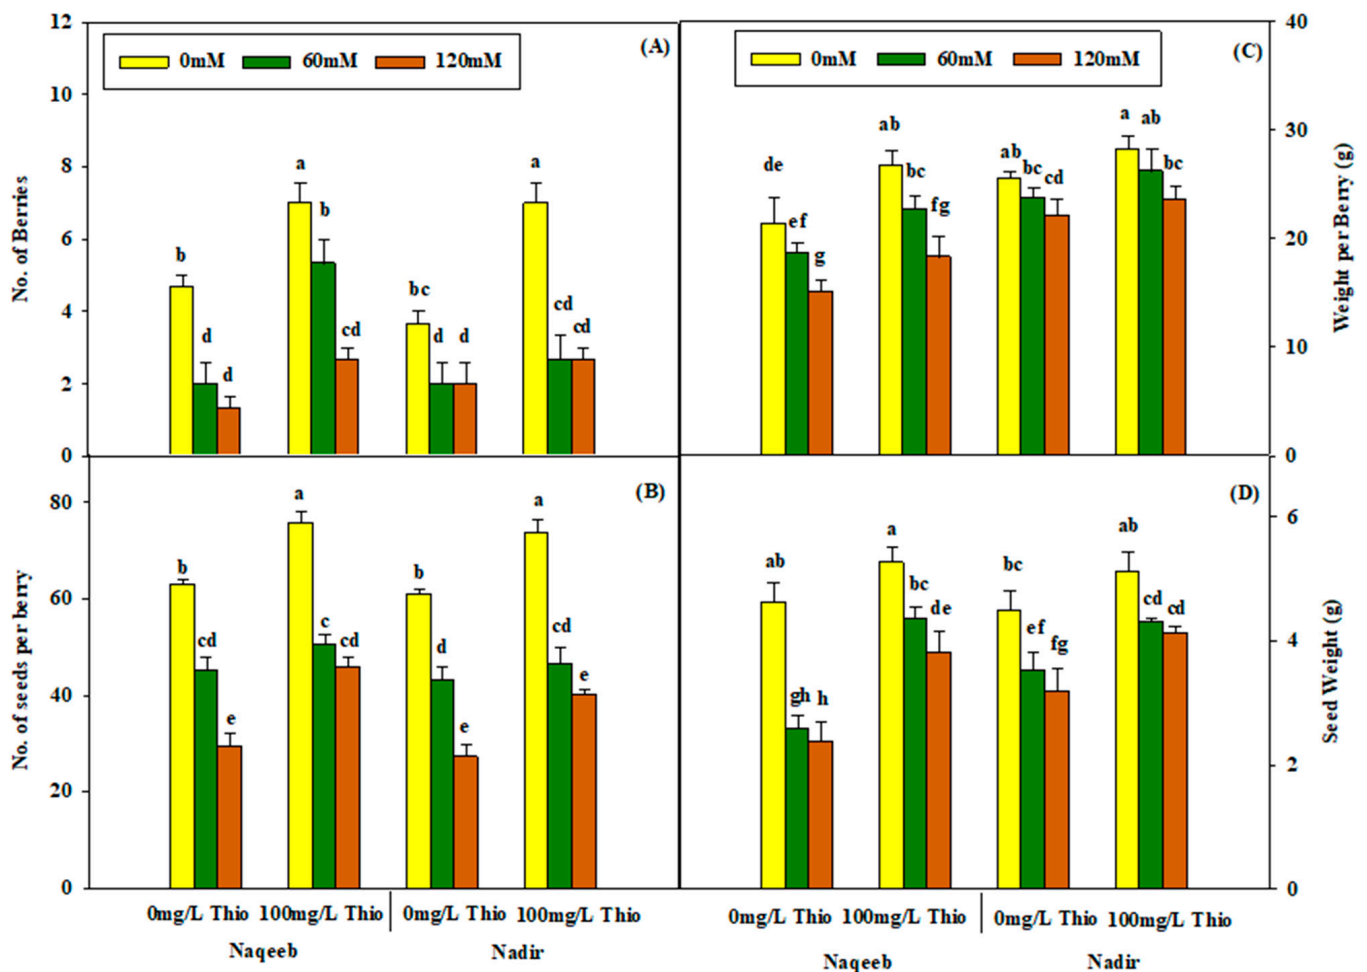 12
10
8
6
4
2
0
No. of Berries
0mM 60mM 120mM
(A)
b d d a b cd bc d d a cd cd
0mM 60mM 120mM
(C)
de ef g ab bc fg ab bc cd a ab bc
40
30
20
10
0
Weight per Berry (g)
80
60
40
20
0
No. of seeds per berry
(B)
b cd e a c cd b d e a cd e
(D)
ab gh h a bc de bc ef fg ab cd cd
6
4
2
0
Seed Weight (g)
0mg/L Thio 100mg/L Thio 0mg/L Thio 100mg/L Thio
Naqeeb Nadir
0mg/L Thio 100mg/L Thio 0mg/L Thio 100mg/L Thio
Naqeeb Nadir